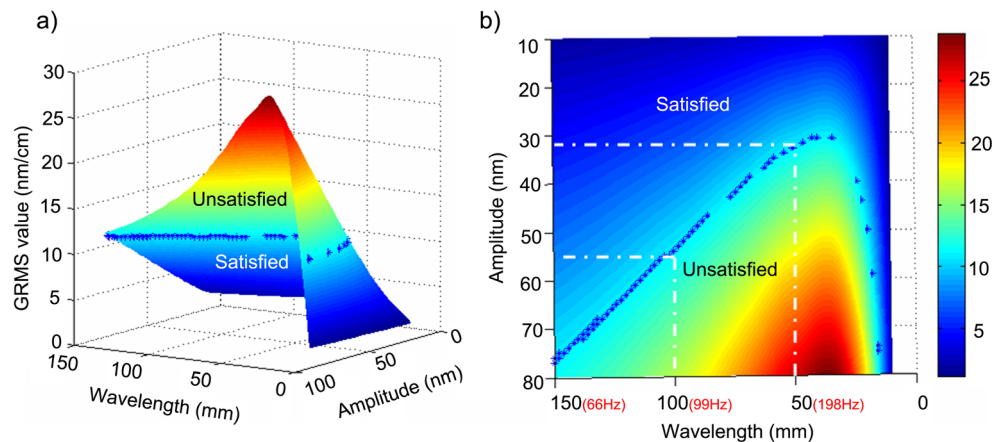 a)
GRMS value (nm/cm)
30
25
20
15
10
5
0
Unsatisfied
Satisfied
150
100
50
0
Wavelength (mm)
100
50
0
Amplitude (nm)
b)
Amplitude (nm)
10
20
30
40
50
60
70
80
Satisfied
Unsatisfied
150(66Hz)
100(99Hz)
50(198Hz)
0
Wavelength (mm)
25
20
15
10
5